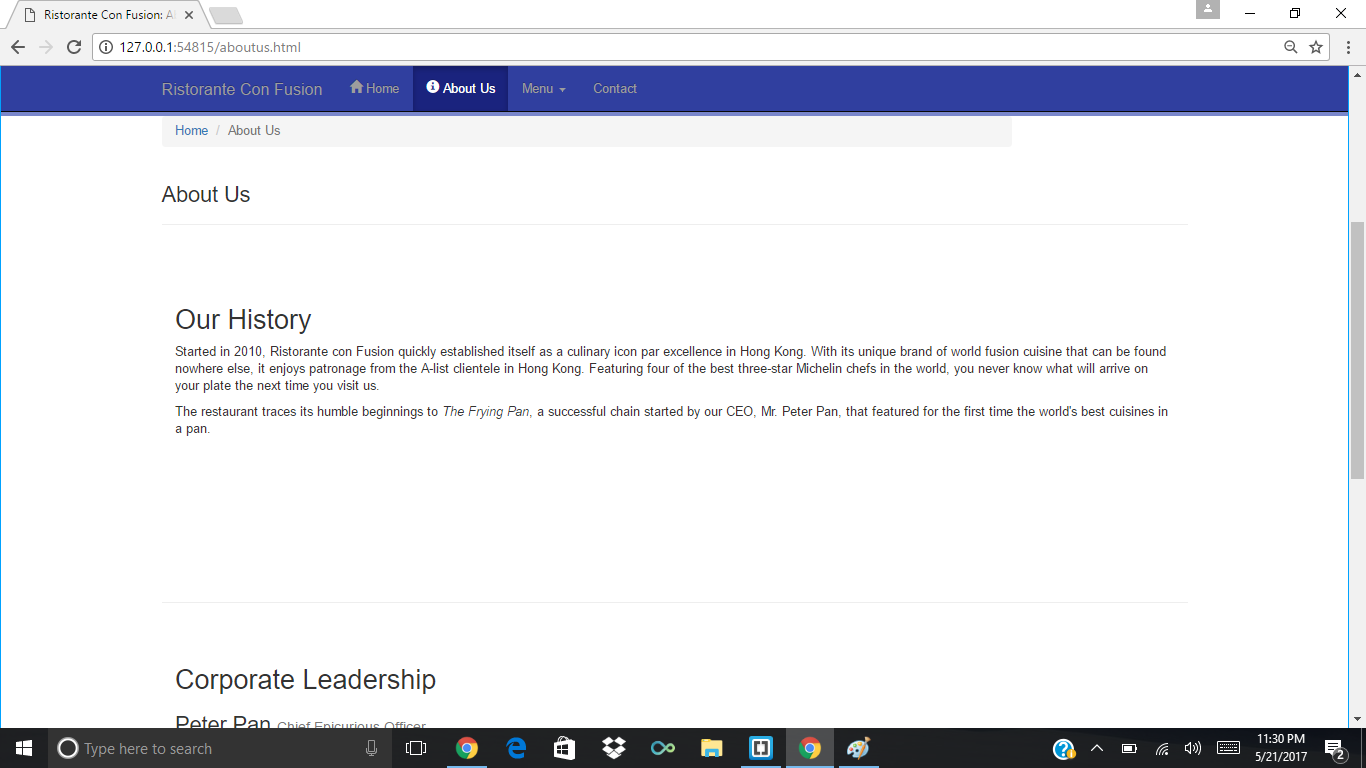 Ristorante Con Fusion: A
127.0.0.1:54815/aboutus.html
Ristorante Con Fusion Home About Us Menu Contact
Home / About Us
About Us
Our History
Started in 2010, Ristorante con Fusion quickly established itself as a culinary icon par excellence in Hong Kong. With its unique brand of world fusion cuisine that can be found
nowhere else, it enjoys patronage from the A-list clientele in Hong Kong. Featuring four of the best three-star Michelin chefs in the world, you never know what will arrive on
your plate the next time you visit us.
The restaurant traces its humble beginnings to The Frying Pan, a successful chain started by our CEO, Mr. Peter Pan, that featured for the first time the world's best cuisines in
a pan.
Corporate Leadership
Peter Pan Chief Epicurious Officer
Type here to search
11:30 PM
5/21/2017
2